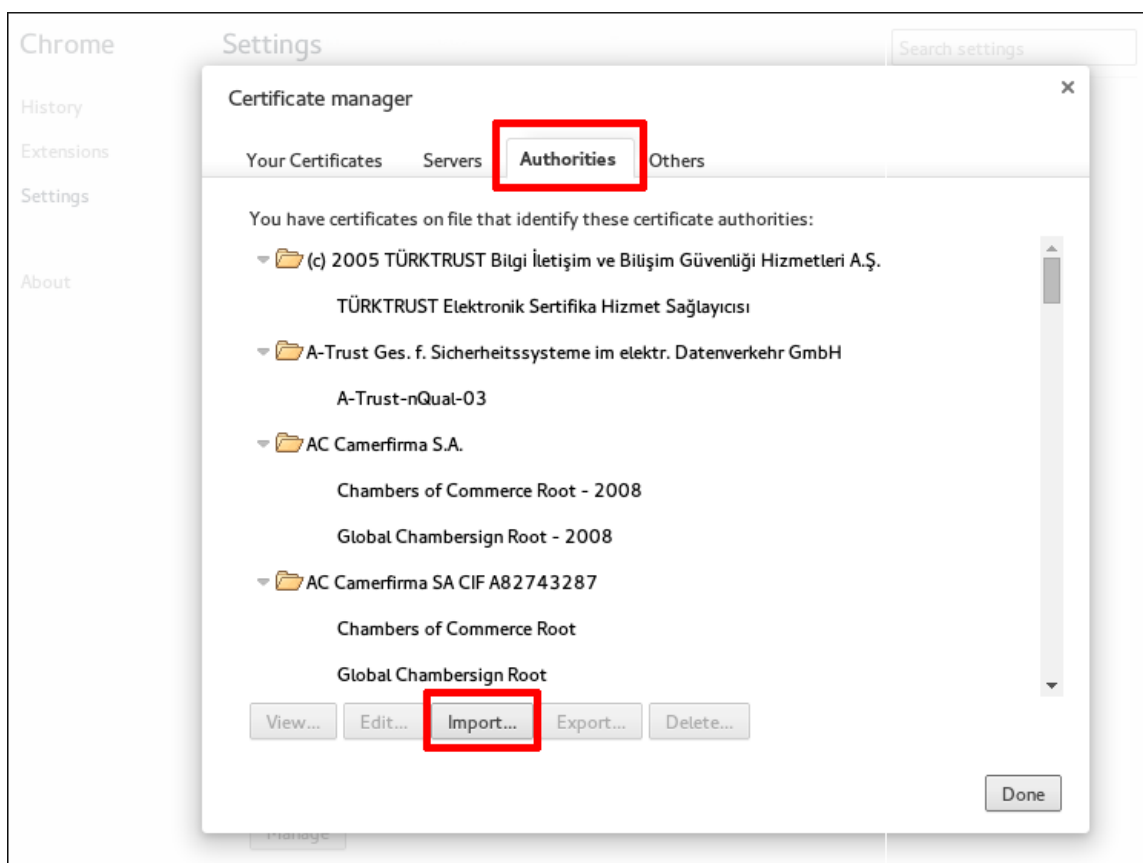 Chrome
Settings
Search settings
History
Extensions
Settings
About
Certificate manager
×
Your Certificates Servers Authorities Others
You have certificates on file that identify these certificate authorities:
(c) 2005 TÜRKTRUST Bilgi İletişim ve Bilişim Güvenliği Hizmetleri A.Ş.
TÜRKTRUST Elektronik Sertifika Hizmet Sağlayıcısı
A-Trust Ges. f. Sicherheitssysteme im elektr. Datenverkehr GmbH
A-Trust-nQual-03
AC Camerfirma S.A.
Chambers of Commerce Root - 2008
Global Chambersign Root - 2008
AC Camerfirma SA CIF A82743287
Chambers of Commerce Root
Global Chambersign Root
View... Edit... Import... Export... Delete...
Done
Manage